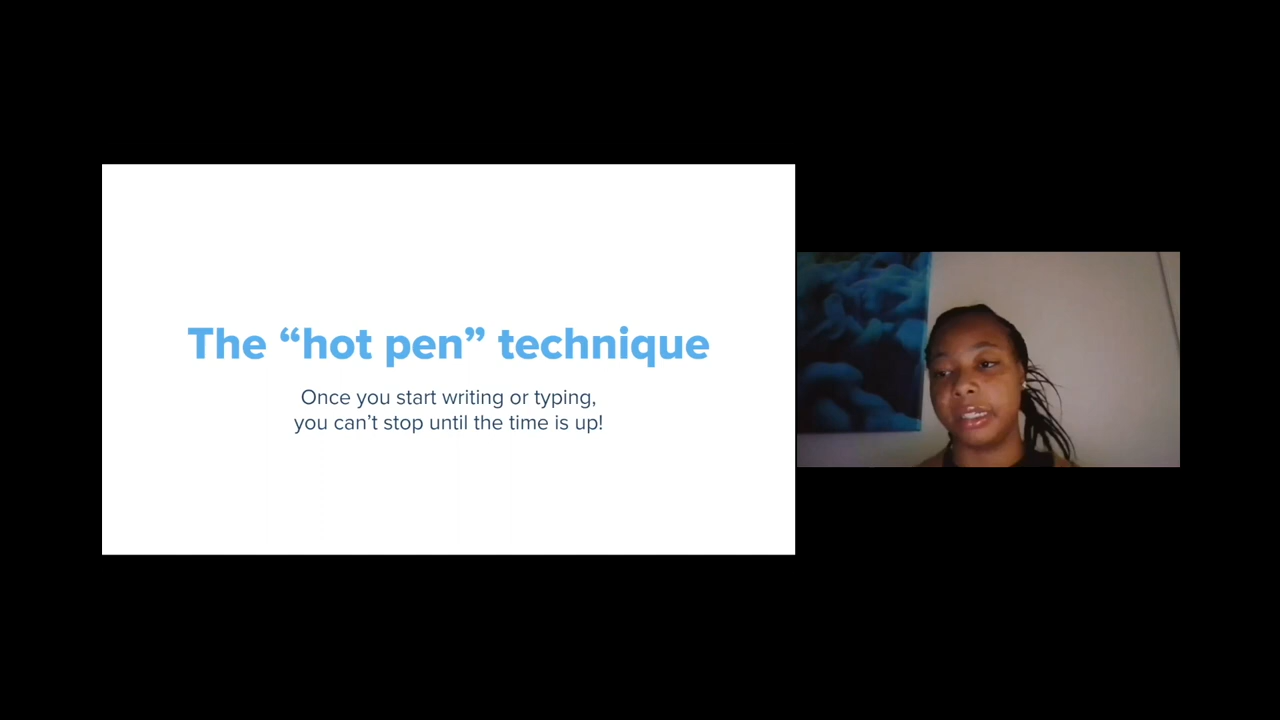 The “hot pen” technique
Once you start writing or typing,
you can’t stop until the time is up!